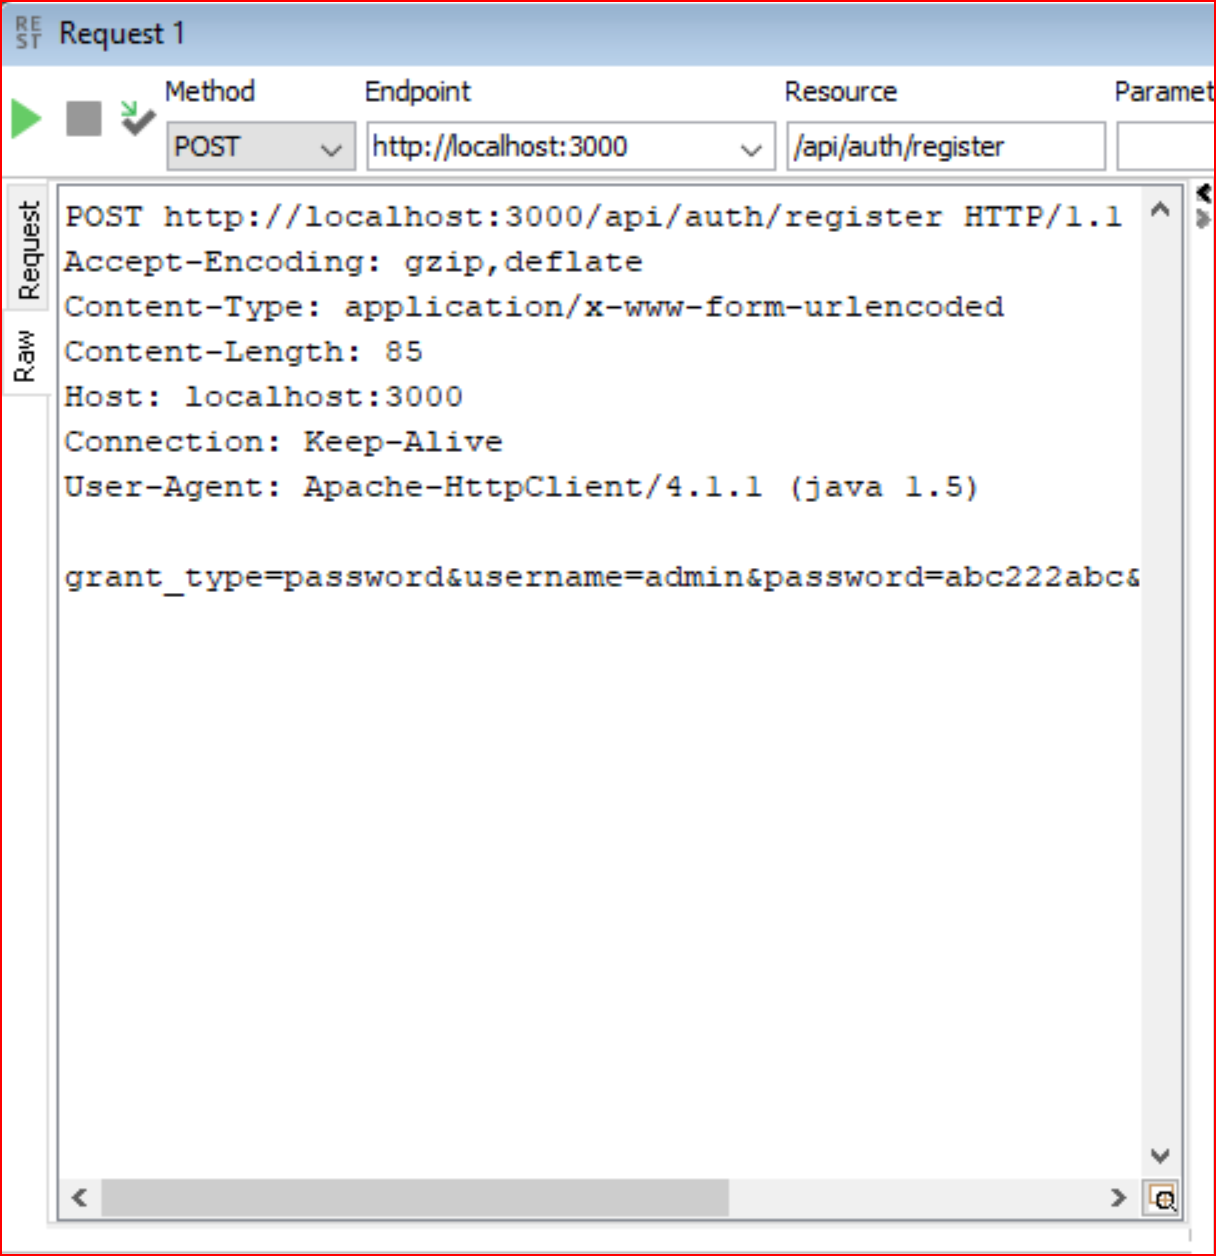 RE
ST
Request 1
Method
Endpoint
Resource
Paramet
POST
http://localhost:3000
/api/auth/register
Request
Raw
POST http://localhost:3000/api/auth/register HTTP/1.1
Accept-Encoding: gzip,deflate
Content-Type: application/x-www-form-urlencoded
Content-Length: 85
Host: localhost:3000
Connection: Keep-Alive
User-Agent: Apache-HttpClient/4.1.1 (java 1.5)
grant_type=password&username=admin&password=abc222abc&